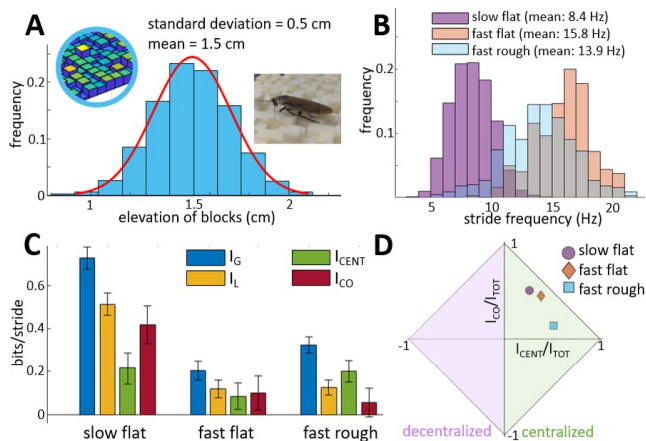 A
standard deviation = 0.5 cm
mean = 1.5 cm
frequency
0.2
0.1
0
1
1.5
2
elevation of blocks (cm)
B
slow flat (mean: 8.4 Hz)
fast flat (mean: 15.8 Hz)
fast rough (mean: 13.9 Hz)
frequency
0.2
0.1
5
10
15
20
stride frequency (Hz)
C
I_G
I_CENT
I_L
I_CO
bits/stride
0.6
0.4
0.2
0
slow flat
fast flat
fast rough
D
slow flat
fast flat
fast rough
1
I_CO/I_TOT
-1
I_CENT/I_TOT
1
-1
decentralized
centralized